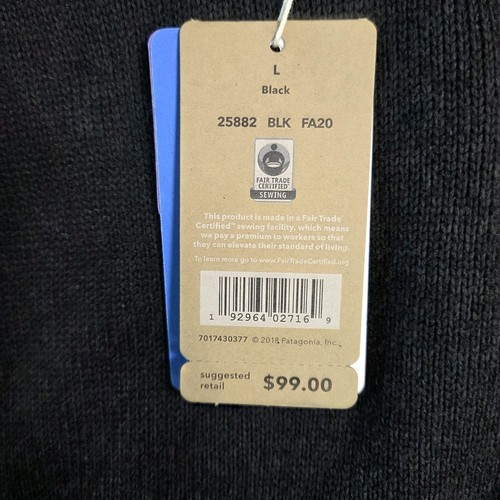 L
Black
25882 BLK FA20
FAIR TRADE
CERTIFIED™
SEWING
This product is made in a Fair Trade
Certified™ sewing facility, which means
we pay a premium to workers so that
they can elevate their standard of living.
To learn more go to www.FairTradeCertified.org
1 92964 02716 9
7017430377 © 2018 Patagonia, Inc.
suggested
retail
$99.00